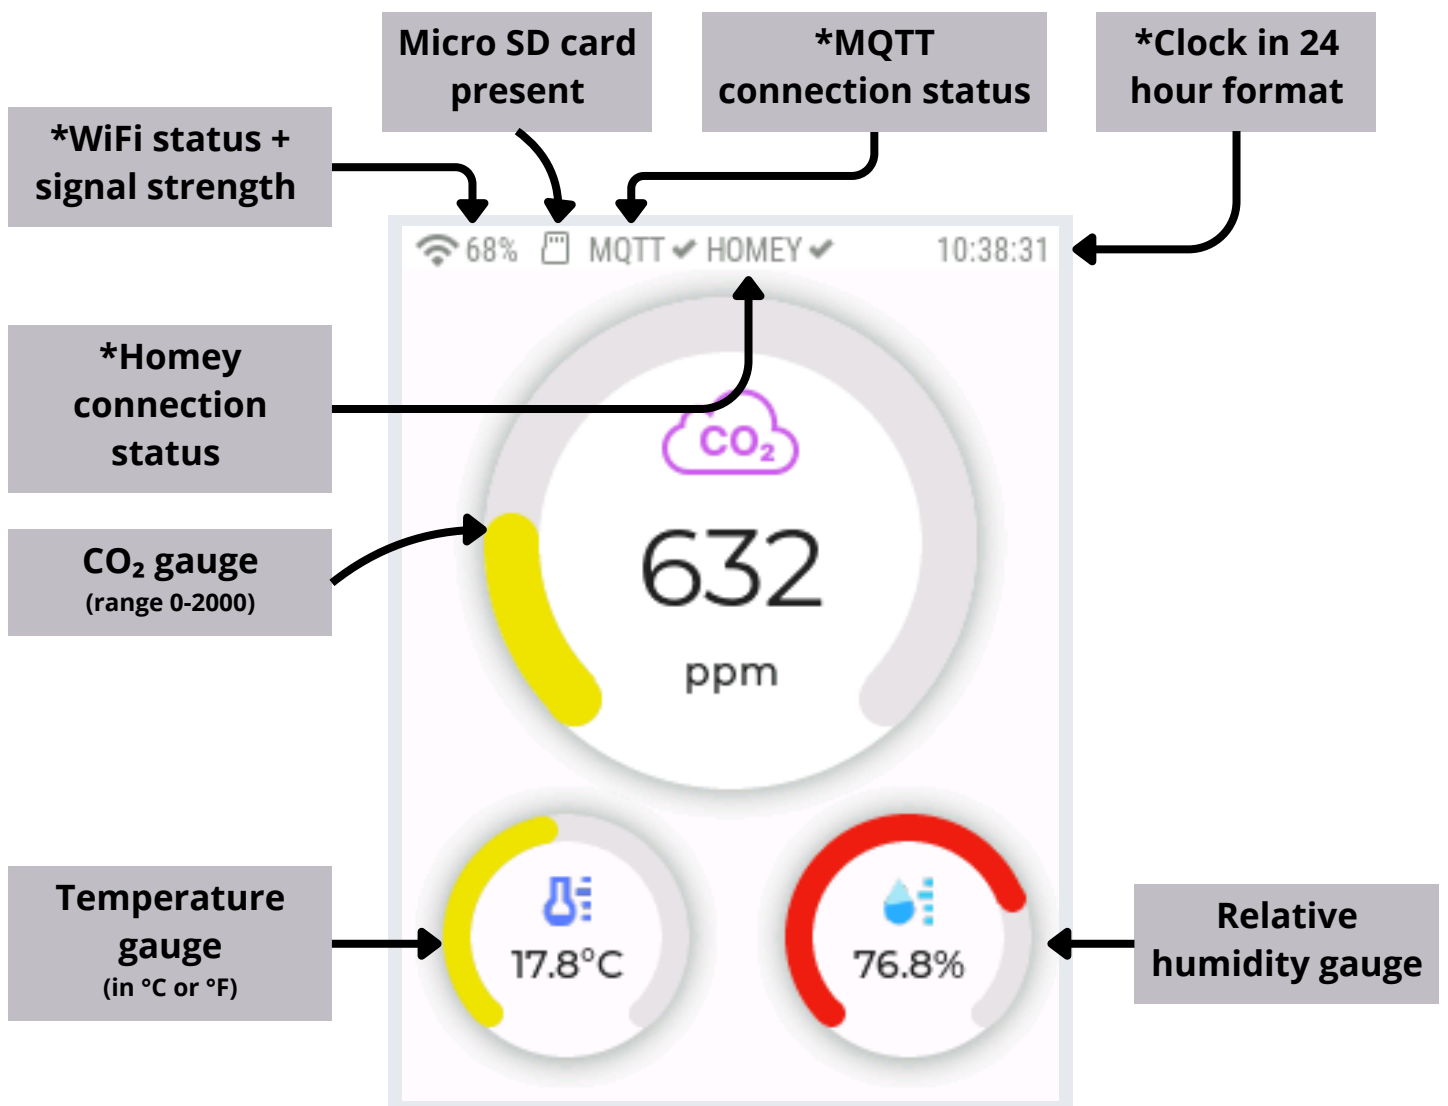 Micro SD card
present
*MQTT
connection status
*Clock in 24
hour format
*WiFi status +
signal strength
68% MQTT ✔ HOMEY ✔ 10:38:31
*Homey
connection
status
CO₂
CO₂ gauge
(range 0-2000)
632
ppm
Temperature
gauge
(in °C or °F)
17.8°C
76.8%
Relative
humidity gauge